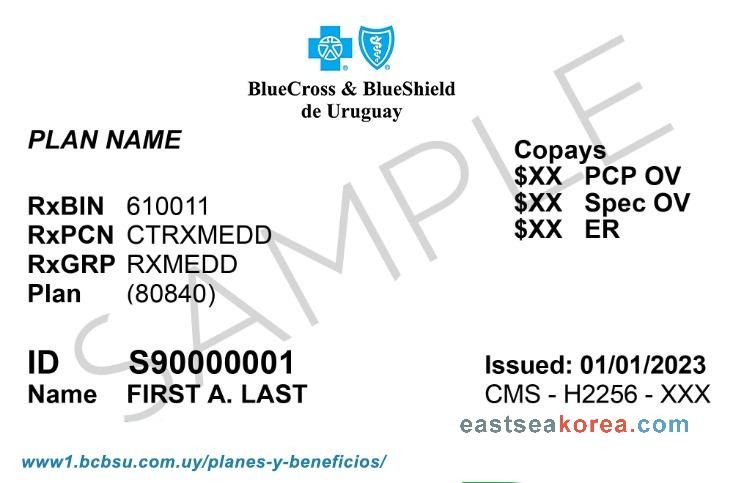 BlueCross & BlueShield
de Uruguay
PLAN NAME
Copays
$XX PCP OV
$XX Spec OV
$XX ER
RxBIN 610011
RxPCN CTRXMEDD
RxGRP RXMEDD
Plan (80840)
SAMPLE
ID S90000001
Name FIRST A. LAST
Issued: 01/01/2023
CMS - H2256 - XXX
eastseakorea.com
www1.bcbsu.com.uy/planes-y-beneficios/